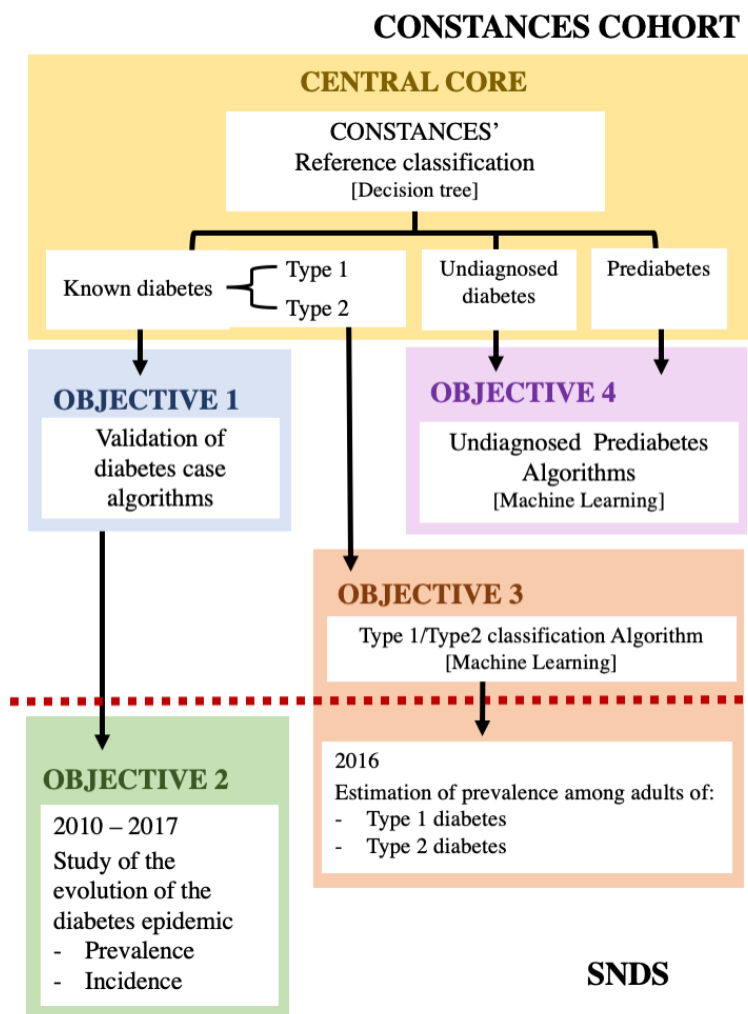 CONSTANCES COHORT
CENTRAL CORE
CONSTANCES’
Reference classification
[Decision tree]
Known diabetes
Type 1
Type 2
Undiagnosed
diabetes
Prediabetes
OBJECTIVE 1
Validation of
diabetes case
algorithms
OBJECTIVE 4
Undiagnosed Prediabetes
Algorithms
[Machine Learning]
OBJECTIVE 3
Type 1/Type2 classification Algorithm
[Machine Learning]
2016
Estimation of prevalence among adults of:
- Type 1 diabetes
- Type 2 diabetes
OBJECTIVE 2
2010 – 2017
Study of the
evolution of the
diabetes epidemic
- Prevalence
- Incidence
SNDS